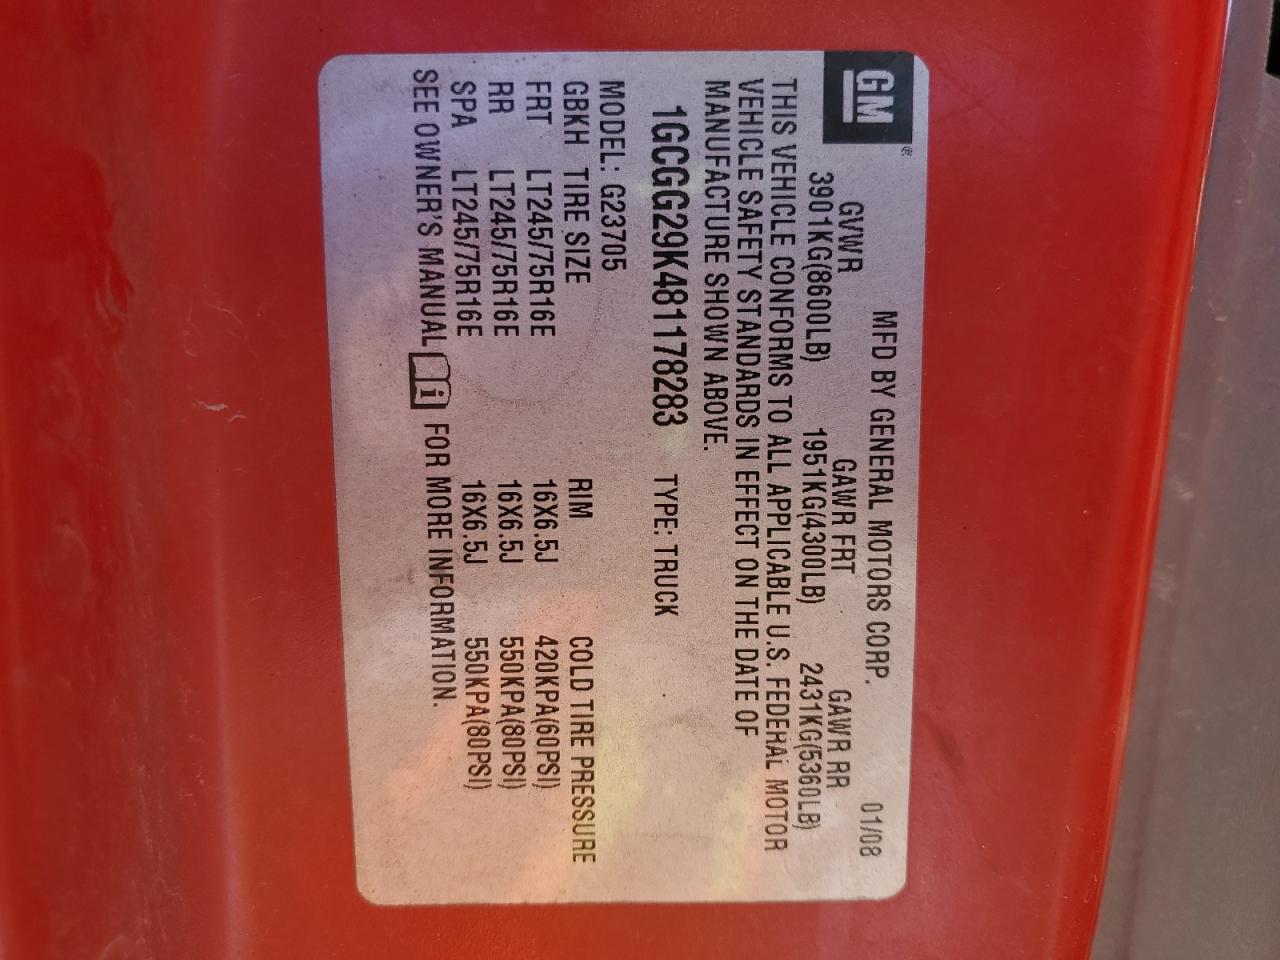 GM®
MFD BY GENERAL MOTORS CORP. 01/08
GVWR GAWR FRT GAWR RR
3901KG(8600LB) 1951KG(4300LB) 2431KG(5360LB)
THIS VEHICLE CONFORMS TO ALL APPLICABLE U.S. FEDERAL MOTOR
VEHICLE SAFETY STANDARDS IN EFFECT ON THE DATE OF
MANUFACTURE SHOWN ABOVE.
1GCGG29K481178283 TYPE: TRUCK
MODEL: G23705
GBKH TIRE SIZE RIM COLD TIRE PRESSURE
FRT LT245/75R16E 16X6.5J 420KPA(60PSI)
RR LT245/75R16E 16X6.5J 550KPA(80PSI)
SPA LT245/75R16E 16X6.5J 550KPA(80PSI)
SEE OWNER'S MANUAL i FOR MORE INFORMATION.